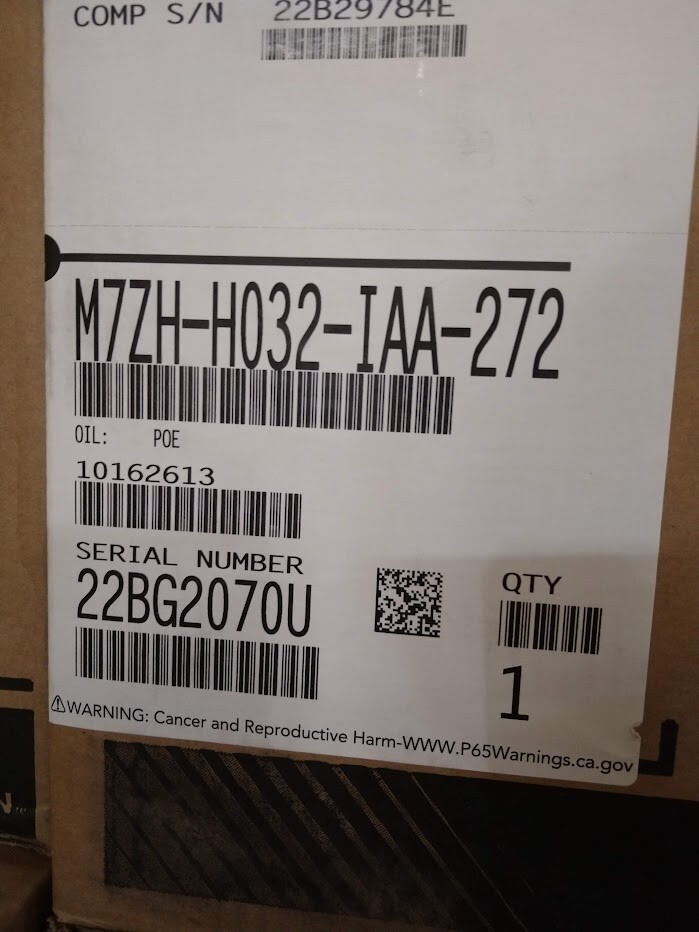 COMP S/N 22B29784E
M7ZH-H032-IAA-272
OIL: POE
10162613
SERIAL NUMBER
22BG2070U
QTY
1
⚠WARNING: Cancer and Reproductive Harm-WWW.P65Warnings.ca.gov
N